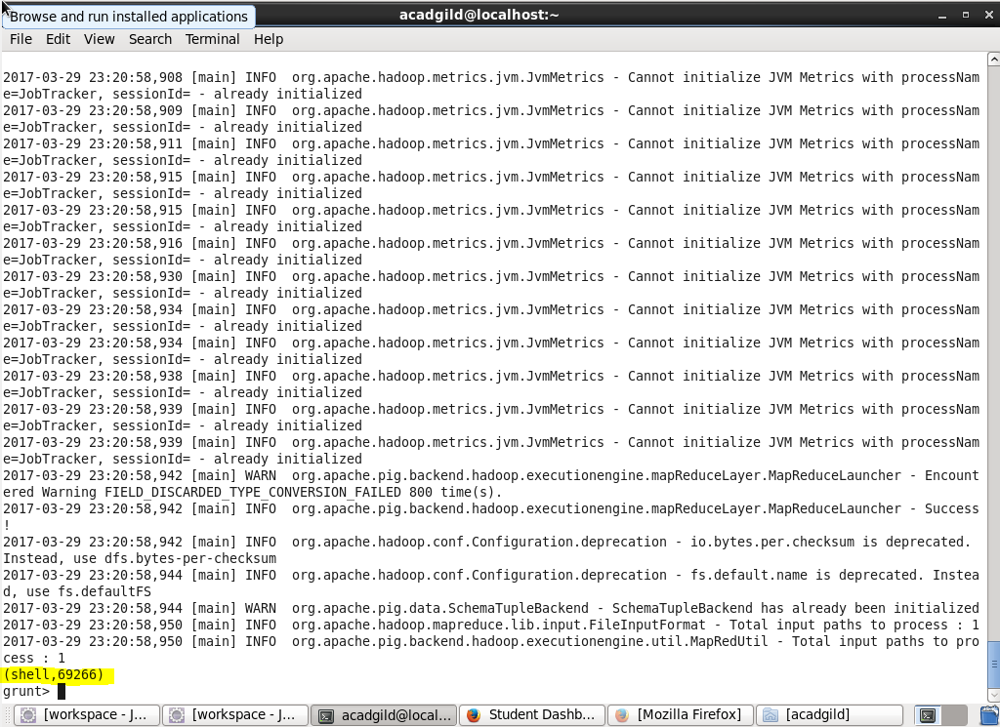 Browse and run installed applications
acadgild@localhost:~
File Edit View Search Terminal Help
2017-03-29 23:20:58,908 [main] INFO  org.apache.hadoop.metrics.jvm.JvmMetrics - Cannot initialize JVM Metrics with processNam
e=JobTracker, sessionId= - already initialized
2017-03-29 23:20:58,909 [main] INFO  org.apache.hadoop.metrics.jvm.JvmMetrics - Cannot initialize JVM Metrics with processNam
e=JobTracker, sessionId= - already initialized
2017-03-29 23:20:58,911 [main] INFO  org.apache.hadoop.metrics.jvm.JvmMetrics - Cannot initialize JVM Metrics with processNam
e=JobTracker, sessionId= - already initialized
2017-03-29 23:20:58,915 [main] INFO  org.apache.hadoop.metrics.jvm.JvmMetrics - Cannot initialize JVM Metrics with processNam
e=JobTracker, sessionId= - already initialized
2017-03-29 23:20:58,915 [main] INFO  org.apache.hadoop.metrics.jvm.JvmMetrics - Cannot initialize JVM Metrics with processNam
e=JobTracker, sessionId= - already initialized
2017-03-29 23:20:58,916 [main] INFO  org.apache.hadoop.metrics.jvm.JvmMetrics - Cannot initialize JVM Metrics with processNam
e=JobTracker, sessionId= - already initialized
2017-03-29 23:20:58,930 [main] INFO  org.apache.hadoop.metrics.jvm.JvmMetrics - Cannot initialize JVM Metrics with processNam
e=JobTracker, sessionId= - already initialized
2017-03-29 23:20:58,934 [main] INFO  org.apache.hadoop.metrics.jvm.JvmMetrics - Cannot initialize JVM Metrics with processNam
e=JobTracker, sessionId= - already initialized
2017-03-29 23:20:58,934 [main] INFO  org.apache.hadoop.metrics.jvm.JvmMetrics - Cannot initialize JVM Metrics with processNam
e=JobTracker, sessionId= - already initialized
2017-03-29 23:20:58,938 [main] INFO  org.apache.hadoop.metrics.jvm.JvmMetrics - Cannot initialize JVM Metrics with processNam
e=JobTracker, sessionId= - already initialized
2017-03-29 23:20:58,939 [main] INFO  org.apache.hadoop.metrics.jvm.JvmMetrics - Cannot initialize JVM Metrics with processNam
e=JobTracker, sessionId= - already initialized
2017-03-29 23:20:58,939 [main] INFO  org.apache.hadoop.metrics.jvm.JvmMetrics - Cannot initialize JVM Metrics with processNam
e=JobTracker, sessionId= - already initialized
2017-03-29 23:20:58,942 [main] WARN  org.apache.pig.backend.hadoop.executionengine.mapReduceLayer.MapReduceLauncher - Encount
ered Warning FIELD_DISCARDED_TYPE_CONVERSION_FAILED 800 time(s).
2017-03-29 23:20:58,942 [main] INFO  org.apache.pig.backend.hadoop.executionengine.mapReduceLayer.MapReduceLauncher - Success
!
2017-03-29 23:20:58,942 [main] INFO  org.apache.hadoop.conf.Configuration.deprecation - io.bytes.per.checksum is deprecated.
Instead, use dfs.bytes-per-checksum
2017-03-29 23:20:58,944 [main] INFO  org.apache.hadoop.conf.Configuration.deprecation - fs.default.name is deprecated. Instea
d, use fs.defaultFS
2017-03-29 23:20:58,944 [main] WARN  org.apache.pig.data.SchemaTupleBackend - SchemaTupleBackend has already been initialized
2017-03-29 23:20:58,950 [main] INFO  org.apache.hadoop.mapreduce.lib.input.FileInputFormat - Total input paths to process : 1
2017-03-29 23:20:58,950 [main] INFO  org.apache.pig.backend.hadoop.executionengine.util.MapRedUtil - Total input paths to pro
cess : 1
(shell,69266)
grunt>
[workspace - J... [workspace - J... acadgild@local... Student Dashb... [Mozilla Firefox] [acadgild]